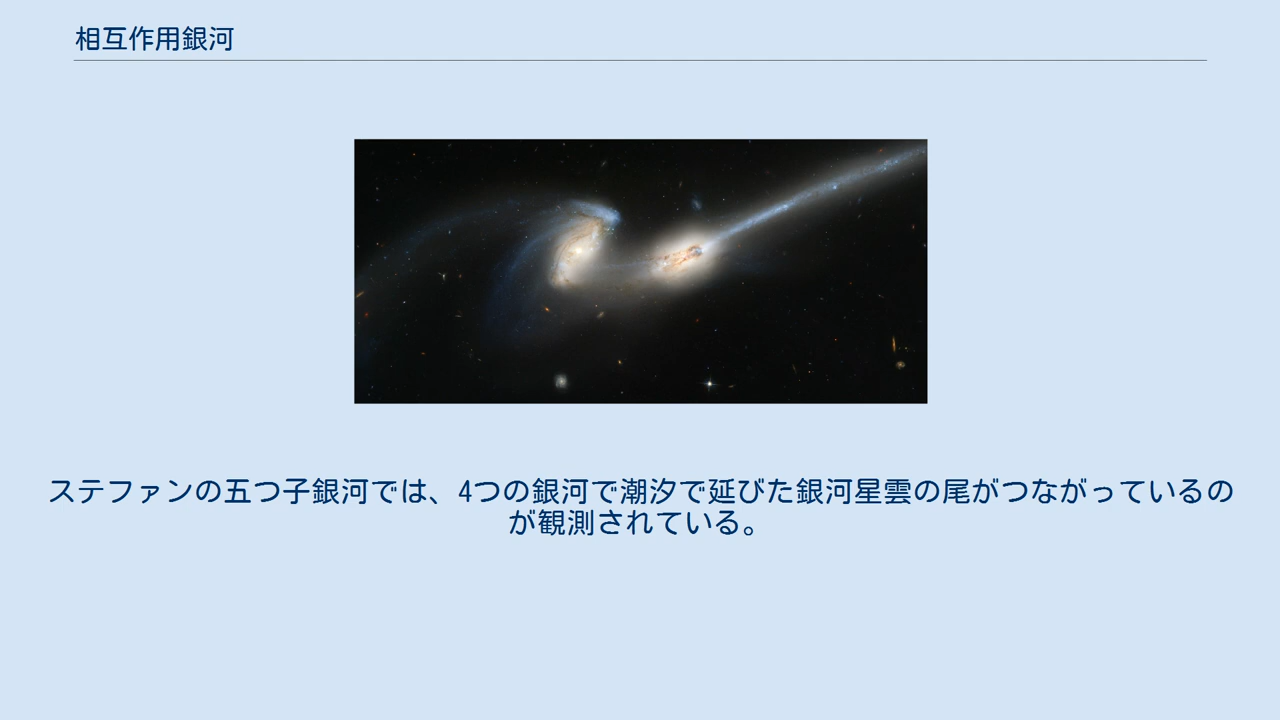 相互作用銀河
ステファンの五つ子銀河では、4つの銀河で潮汐で延びた銀河星雲の尾がつながっているの
が観測されている。